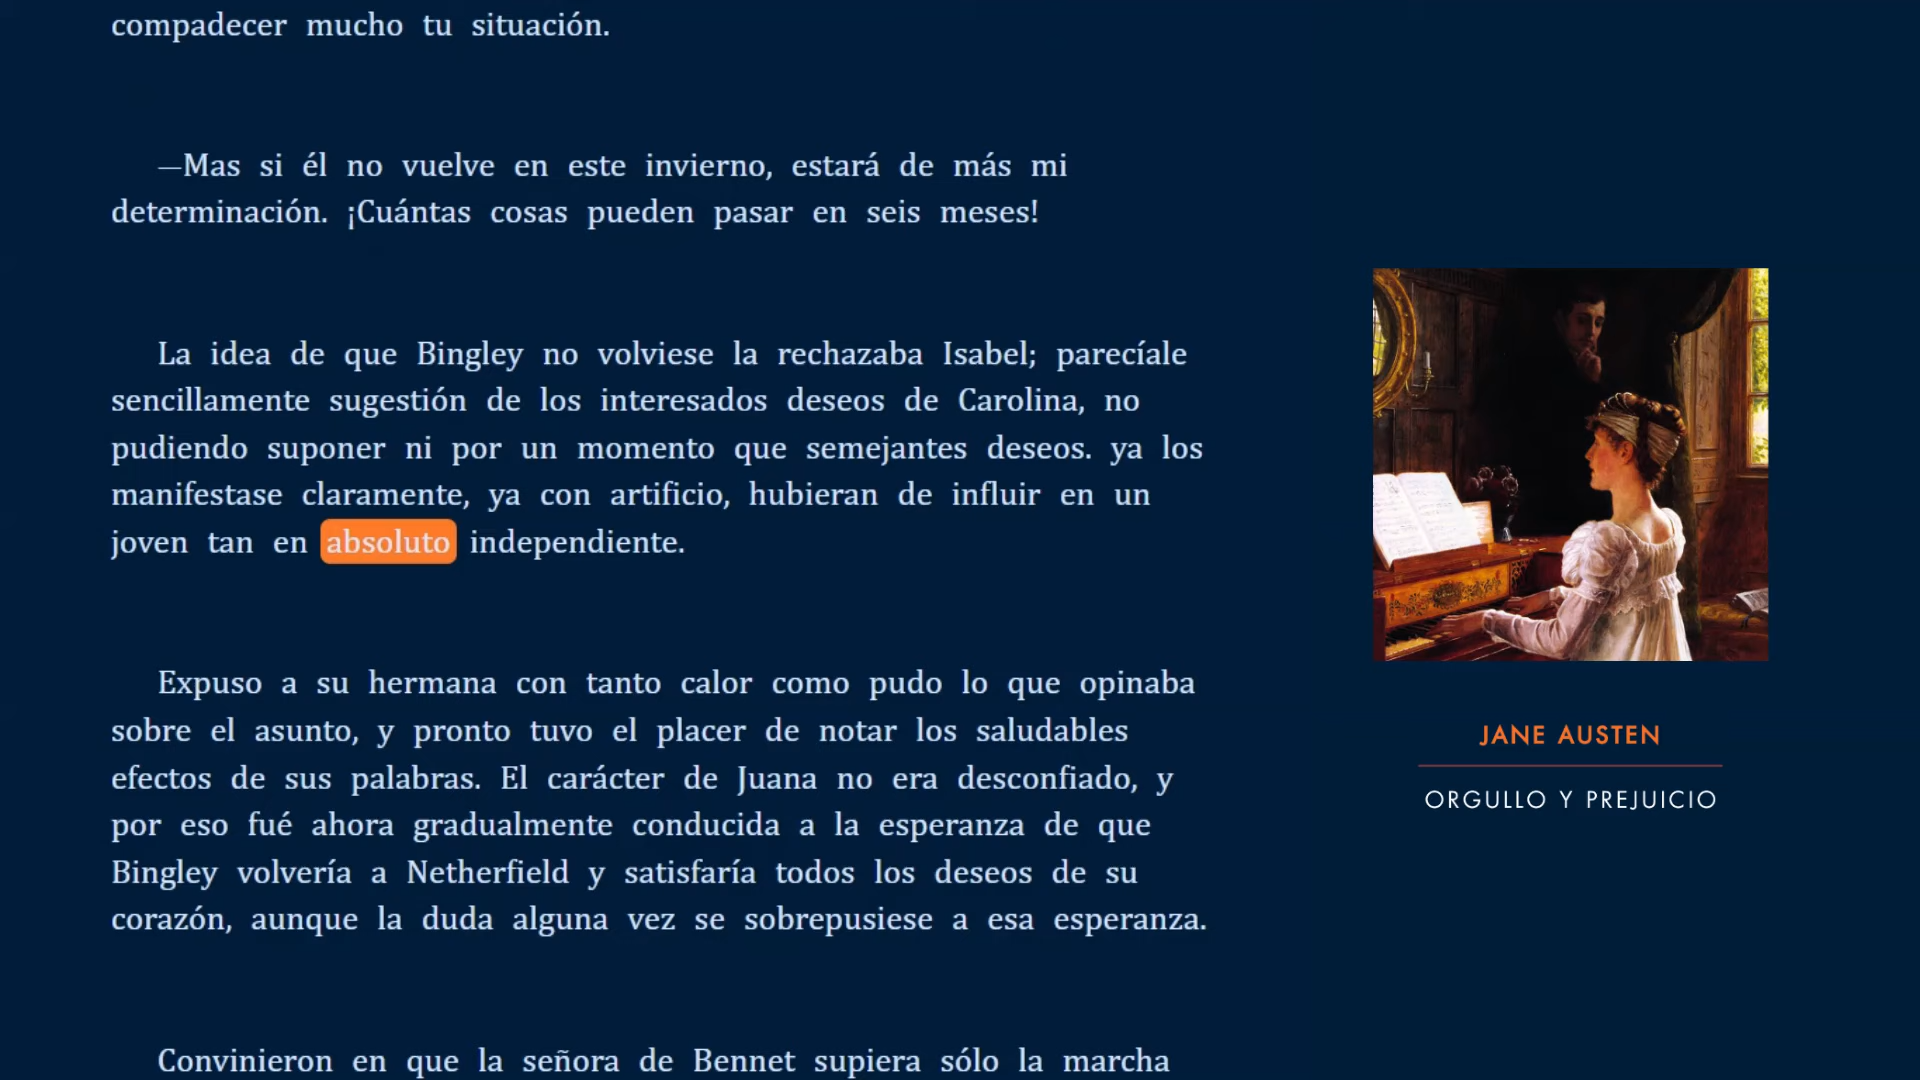 compadecer mucho tu situación.
—Mas si él no vuelve en este invierno, estará de más mi
determinación. ¡Cuántas cosas pueden pasar en seis meses!
La idea de que Bingley no volviese la rechazaba Isabel; parecíale
sencillamente sugestión de los interesados deseos de Carolina, no
pudiendo suponer ni por un momento que semejantes deseos. ya los
manifestase claramente, ya con artificio, hubieran de influir en un
joven tan en absoluto independiente.
Expuso a su hermana con tanto calor como pudo lo que opinaba
sobre el asunto, y pronto tuvo el placer de notar los saludables
efectos de sus palabras. El carácter de Juana no era desconfiado, y
por eso fué ahora gradualmente conducida a la esperanza de que
Bingley volvería a Netherfield y satisfaría todos los deseos de su
corazón, aunque la duda alguna vez se sobrepusiese a esa esperanza.
Convinieron en que la señora de Bennet supiera sólo la marcha
JANE AUSTEN
ORGULLO Y PREJUICIO